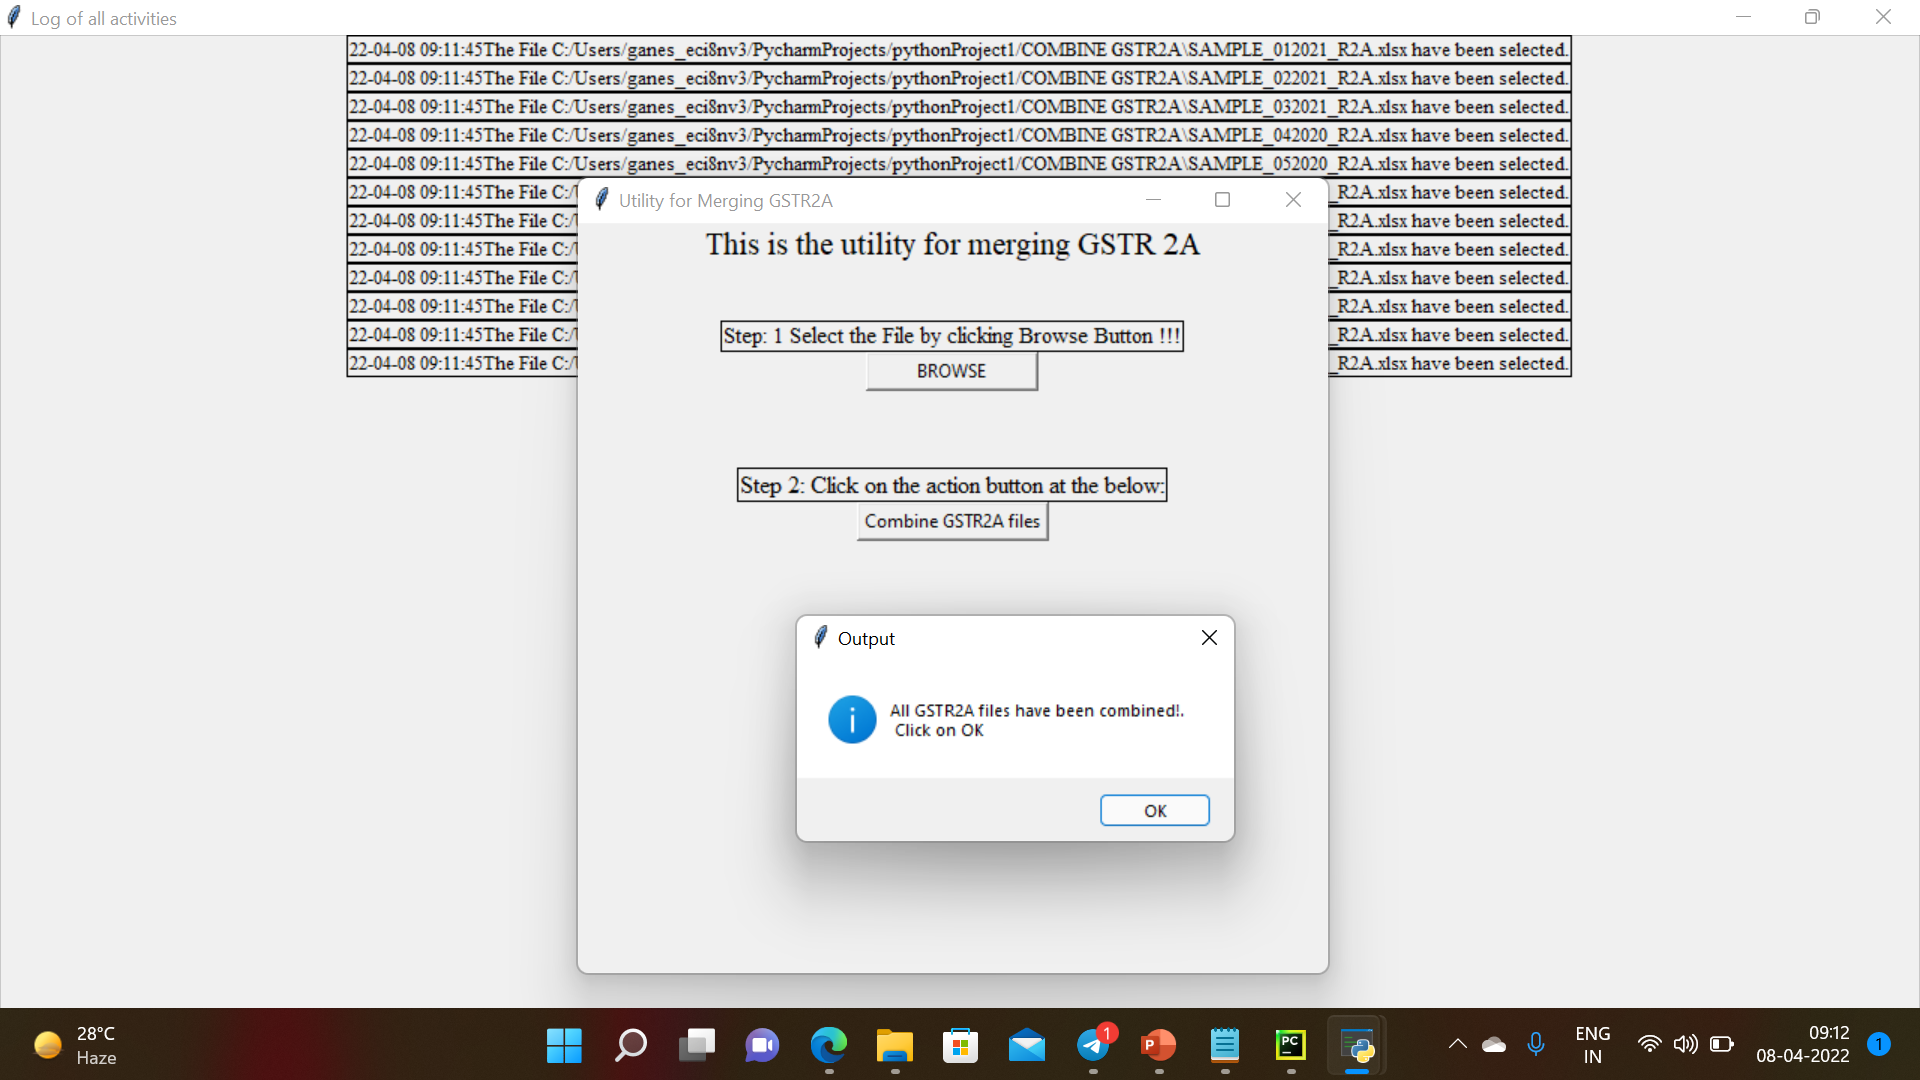 Log of all activities
22-04-08 09:11:45The File C:/Users/ganes_eci8nv3/PycharmProjects/pythonProject1/COMBINE GSTR2A\SAMPLE_012021_R2A.xlsx have been selected.
22-04-08 09:11:45The File C:/Users/ganes_eci8nv3/PycharmProjects/pythonProject1/COMBINE GSTR2A\SAMPLE_022021_R2A.xlsx have been selected.
22-04-08 09:11:45The File C:/Users/ganes_eci8nv3/PycharmProjects/pythonProject1/COMBINE GSTR2A\SAMPLE_032021_R2A.xlsx have been selected.
22-04-08 09:11:45The File C:/Users/ganes_eci8nv3/PycharmProjects/pythonProject1/COMBINE GSTR2A\SAMPLE_042020_R2A.xlsx have been selected.
22-04-08 09:11:45The File C:/Users/ganes_eci8nv3/PycharmProjects/pythonProject1/COMBINE GSTR2A\SAMPLE_052020_R2A.xlsx have been selected.
22-04-08 09:11:45The File C:/ _R2A.xlsx have been selected.
22-04-08 09:11:45The File C:/ _R2A.xlsx have been selected.
22-04-08 09:11:45The File C:/ _R2A.xlsx have been selected.
22-04-08 09:11:45The File C:/ _R2A.xlsx have been selected.
22-04-08 09:11:45The File C:/ _R2A.xlsx have been selected.
22-04-08 09:11:45The File C:/ _R2A.xlsx have been selected.
22-04-08 09:11:45The File C:/ _R2A.xlsx have been selected.
Utility for Merging GSTR2A
This is the utility for merging GSTR 2A
Step: 1 Select the File by clicking Browse Button !!!
BROWSE
Step 2: Click on the action button at the below:
Combine GSTR2A files
Output
All GSTR2A files have been combined!.
Click on OK
OK
28°C
Haze
1
P
PC
ENG
IN
09:12
08-04-2022
1